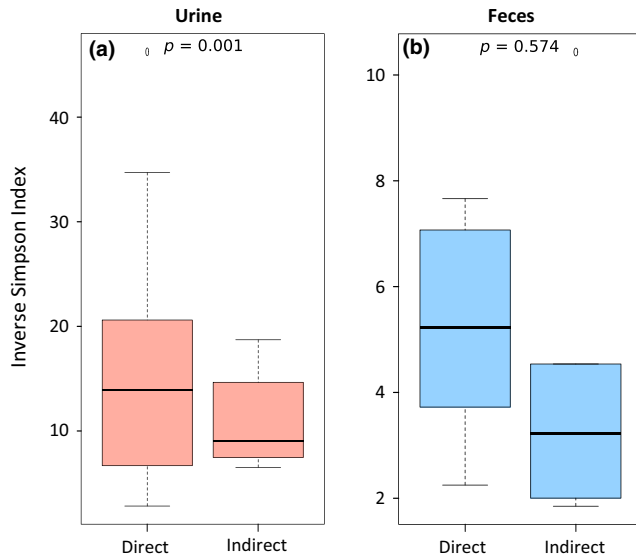 Urine
Feces
(a)
p = 0.001
(b)
p = 0.574
Inverse Simpson Index
40
30
20
10
10
8
6
4
2
Direct
Indirect
Direct
Indirect